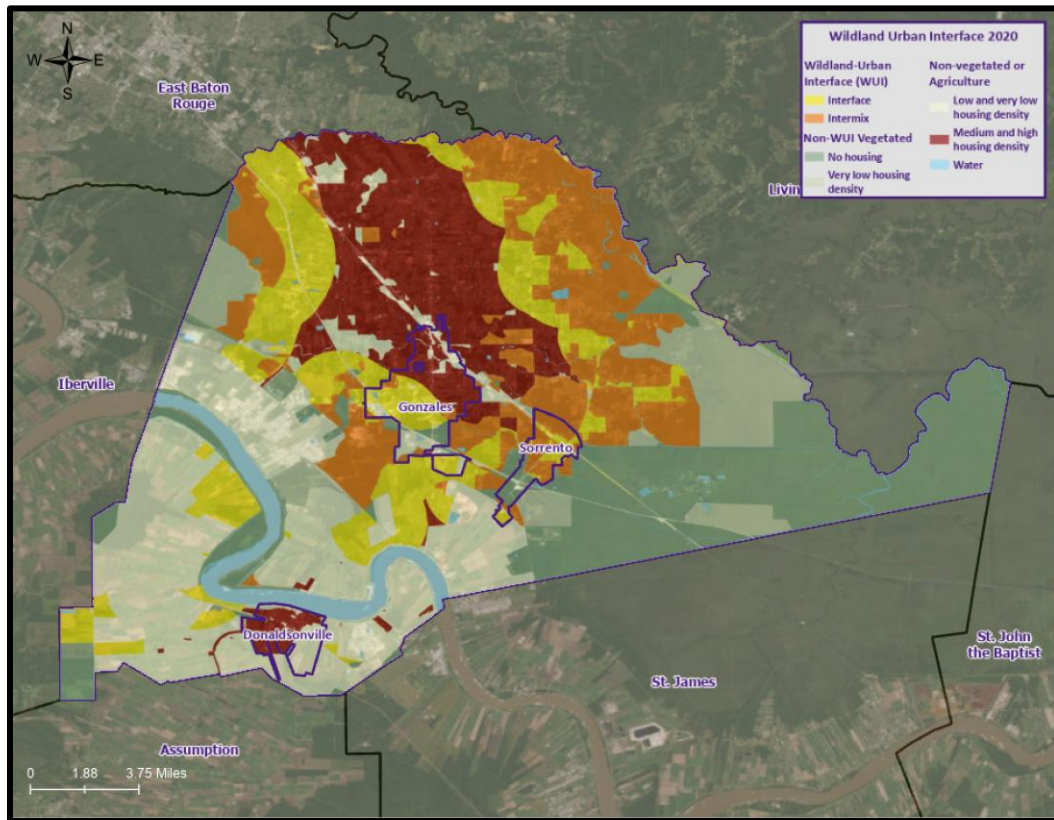 N
W E
S
East Baton
Rouge
Wildland Urban Interface 2020
Wildland-Urban
Interface (WUI)
Interface
Intermix
Non-WUI Vegetated
No housing
Very low housing
density
Non-vegetated or
Agriculture
Low and very low
housing density
Medium and high
housing density
Water
Livin
Iberville
Gonzales
Sorrento
Donaldsonville
St. John
the Baptist
St. James
Assumption
0 1.88 3.75 Miles